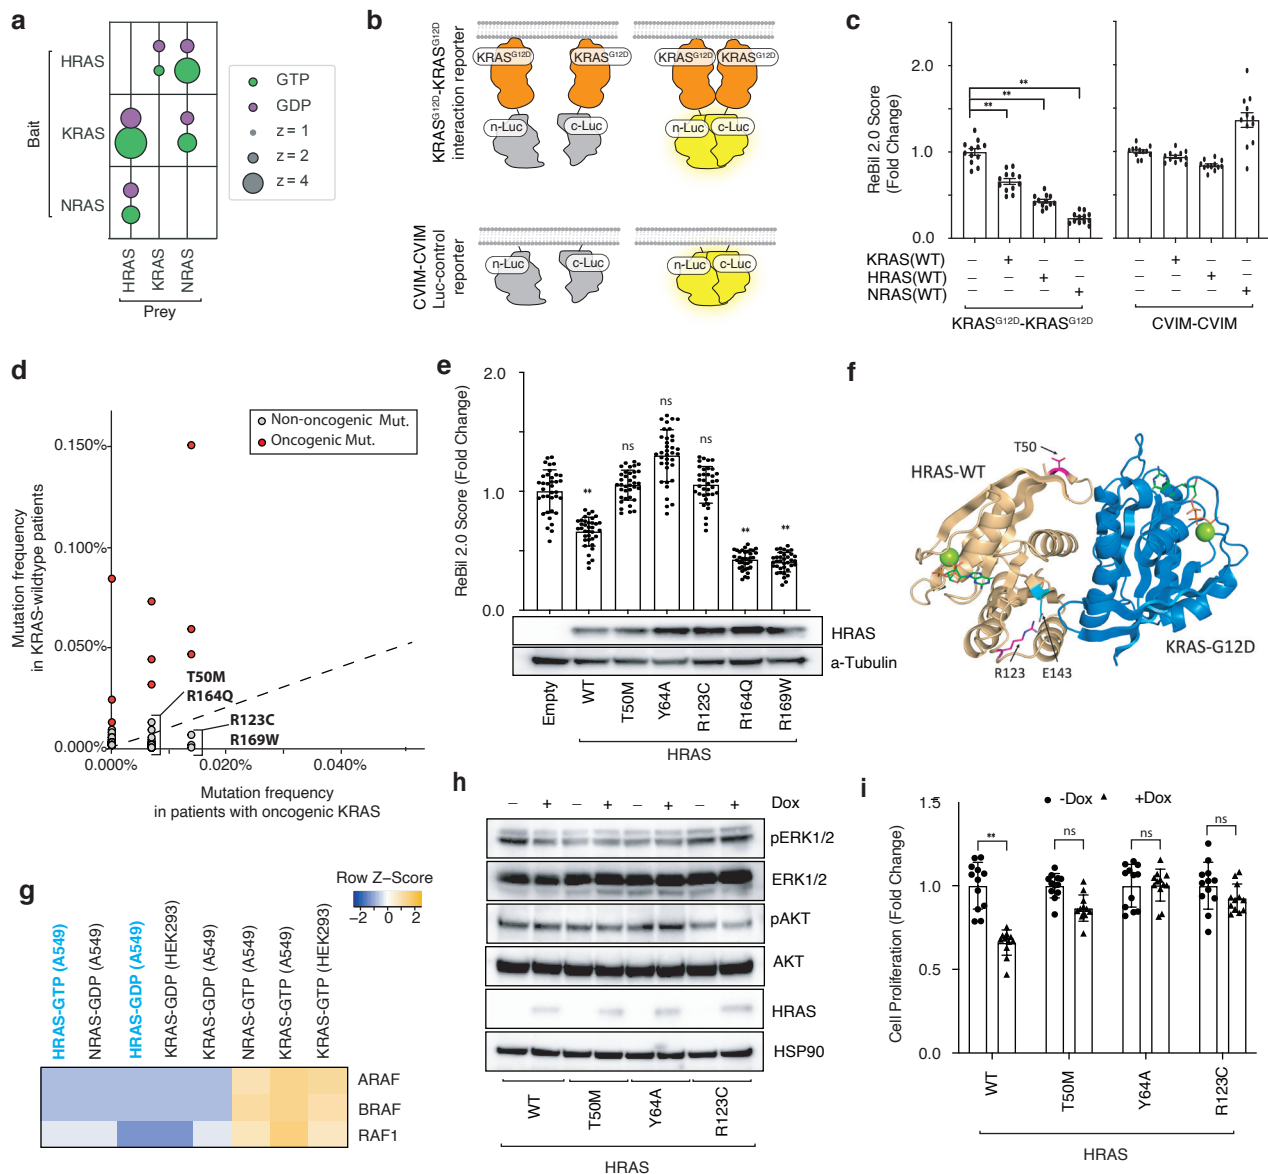 a
HRAS
KRAS
NRAS
Bait
HRAS
KRAS
NRAS
Prey
GTP
GDP
z = 1
z = 2
z = 4
b
KRASG12D-KRASG12D
interaction reporter
KRASG12D
KRASG12D
KRASG12D
KRASG12D
n-Luc
c-Luc
n-Luc
c-Luc
CVIM-CVIM
Luc-control
reporter
n-Luc
c-Luc
n-Luc
c-Luc
c
ReBil 2.0 Score
(Fold Change)
2.0
1.0
0.0
**
**
**
KRAS(WT) − + − − − + − −
HRAS(WT) − − + − − − + −
NRAS(WT) − − − + − − − +
KRASG12D-KRASG12D
CVIM-CVIM
d
Mutation frequency
in KRAS-wildtype patients
0.150%
0.100%
0.050%
0.000%
Non-oncogenic Mut.
Oncogenic Mut.
T50M
R164Q
R123C
R169W
0.000%
0.020%
0.040%
Mutation frequency
in patients with oncogenic KRAS
e
ReBil 2.0 Score (Fold Change)
2.0
1.0
0.0
**
ns
ns
ns
**
**
HRAS
a-Tubulin
Empty
WT
T50M
Y64A
R123C
R164Q
R169W
HRAS
f
T50
HRAS-WT
R123
E143
KRAS-G12D
g
Row Z-Score
−2 0 2
HRAS-GTP (A549)
NRAS-GDP (A549)
HRAS-GDP (A549)
KRAS-GDP (HEK293)
KRAS-GDP (A549)
NRAS-GTP (A549)
KRAS-GTP (A549)
KRAS-GTP (HEK293)
ARAF
BRAF
RAF1
h
− + − + − + − + Dox
pERK1/2
ERK1/2
pAKT
AKT
HRAS
HSP90
WT
T50M
Y64A
R123C
HRAS
i
Cell Proliferation (Fold Change)
1.5
1.0
0.5
0.0
-Dox
+Dox
**
ns
ns
ns
WT
T50M
Y64A
R123C
HRAS